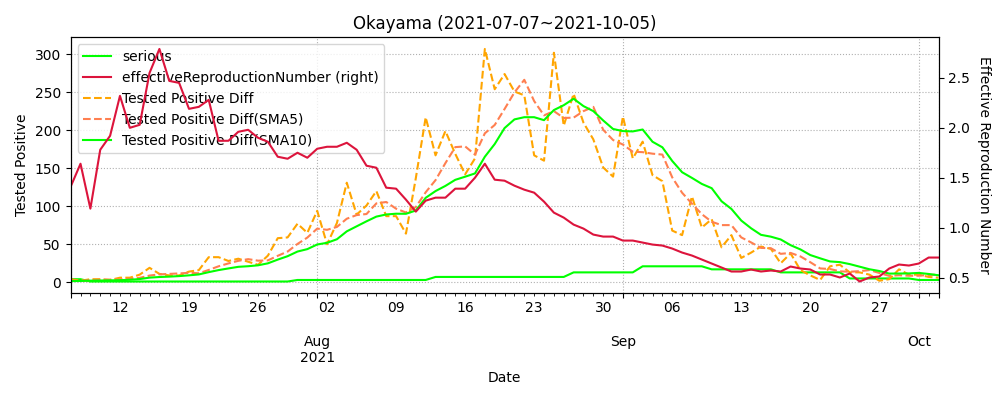 Okayama (2021-07-07~2021-10-05)
serious
effectiveReproductionNumber (right)
Tested Positive Diff
Tested Positive Diff(SMA5)
Tested Positive Diff(SMA10)
300
250
200
150
100
50
0
Tested Positive
2.5
2.0
1.5
1.0
0.5
Effective Reproduction Number
12 19 26 02 09 16 23 30 06 13 20 27
Aug Sep Oct
2021
Date